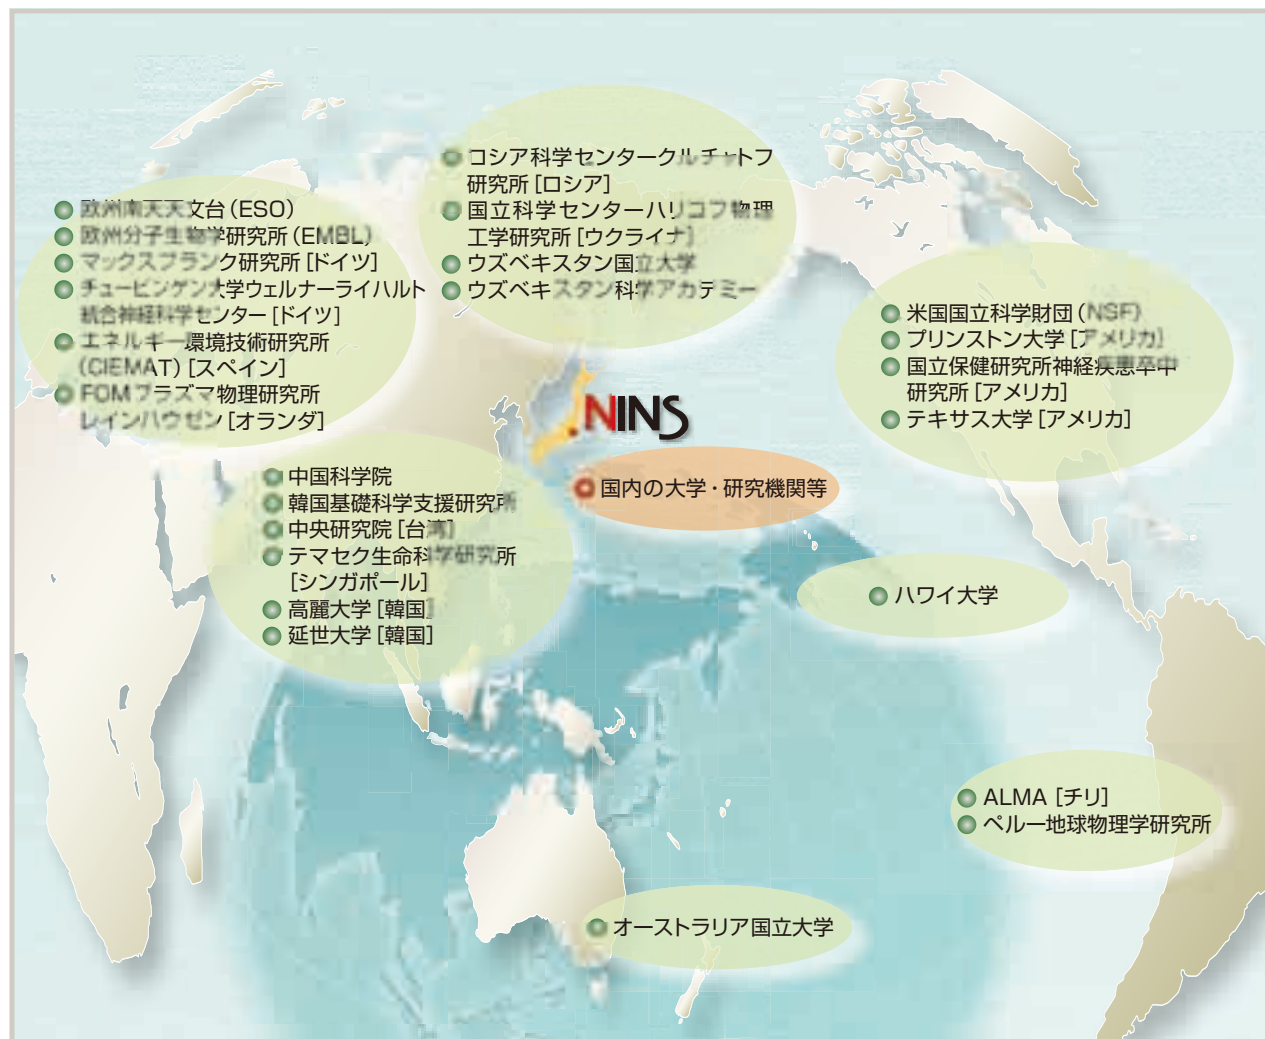 ロシア科学センタークルチャトフ
研究所［ロシア］
国立科学センターハリコフ物理
工学研究所［ウクライナ］
ウズベキスタン国立大学
ウズベキスタン科学アカデミー
欧州南天天文台（ESO）
欧州分子生物学研究所（EMBL）
マックスプランク研究所［ドイツ］
チュービンゲン大学ウェルナーライハルト
統合神経科学センター［ドイツ］
エネルギー環境技術研究所
（CIEMAT）［スペイン］
FOMプラズマ物理研究所
レインハウゼン［オランダ］
米国国立科学財団（NSF）
プリンストン大学［アメリカ］
国立保健研究所神経疾患卒中
研究所［アメリカ］
テキサス大学［アメリカ］
NINS
国内の大学・研究機関等
中国科学院
韓国基礎科学支援研究所
中央研究院［台湾］
テマセク生命科学研究所
［シンガポール］
高麗大学［韓国］
延世大学［韓国］
ハワイ大学
ALMA［チリ］
ペルー地球物理学研究所
オーストラリア国立大学